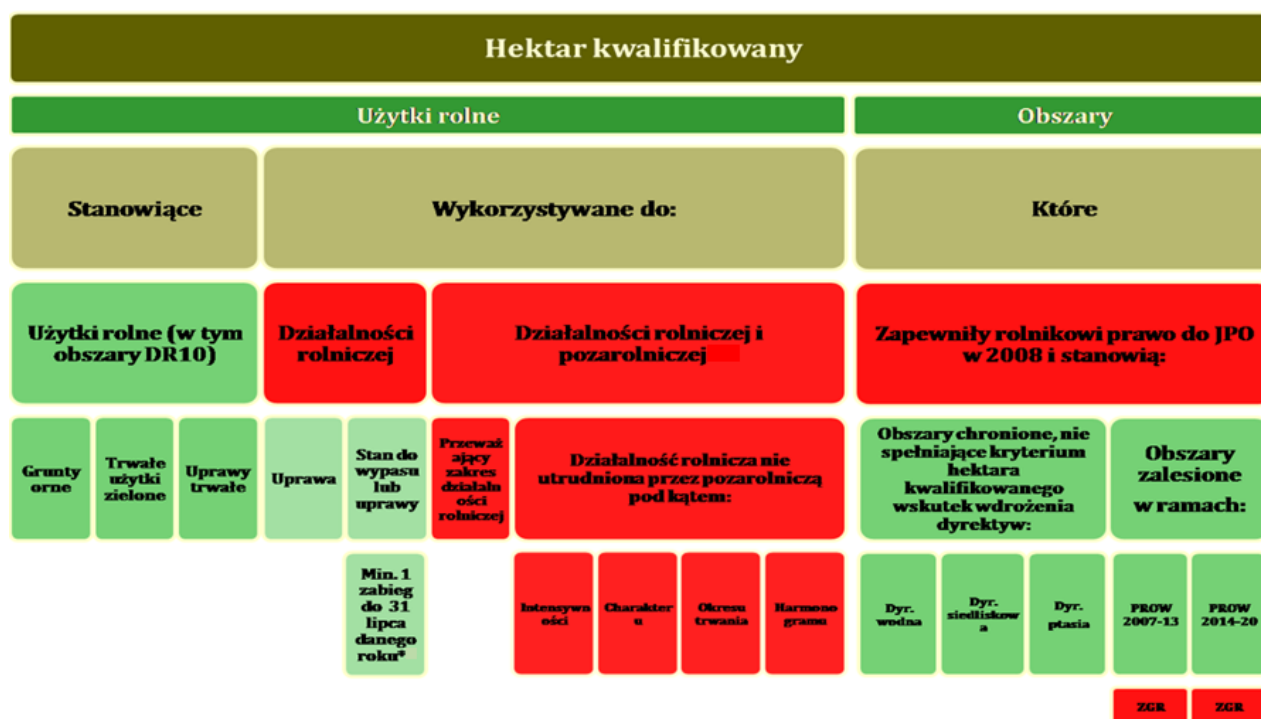 Hektar kwalifikowany
Użytki rolne
Obszary
Stanowiące
Wykorzystywane do:
Które
Użytki rolne (w tym
obszary DR10)
Działalności
rolniczej
Działalności rolniczej i
pozarolniczej
Zapewniły rolnikowi prawo do JPO
w 2008 i stanowią:
Grunty
orne
Trwałe
użytki
zielone
Uprawy
trwałe
Uprawa
Stan do
wypasu
lub
uprawy
Przeważ
ający
zakres
działaln
ości
rolniczej
Działalność rolnicza nie
utrudniona przez pozarolniczą
pod kątem:
Obszary chronione, nie
spełniające kryterium
hektara
kwalifikowanego
wskutek wdrożenia
dyrektyw:
Obszary
zalesione
w ramach:
Min. 1
zabieg
do 31
lipca
danego
roku*
Intensywn
ości
Charakter
u
Okresu
trwania
Harmono
gramu
Dyr.
wodna
Dyr.
siedliskow
a
Dyr.
ptasia
PROW
2007-13
PROW
2014-20
ZGR
ZGR